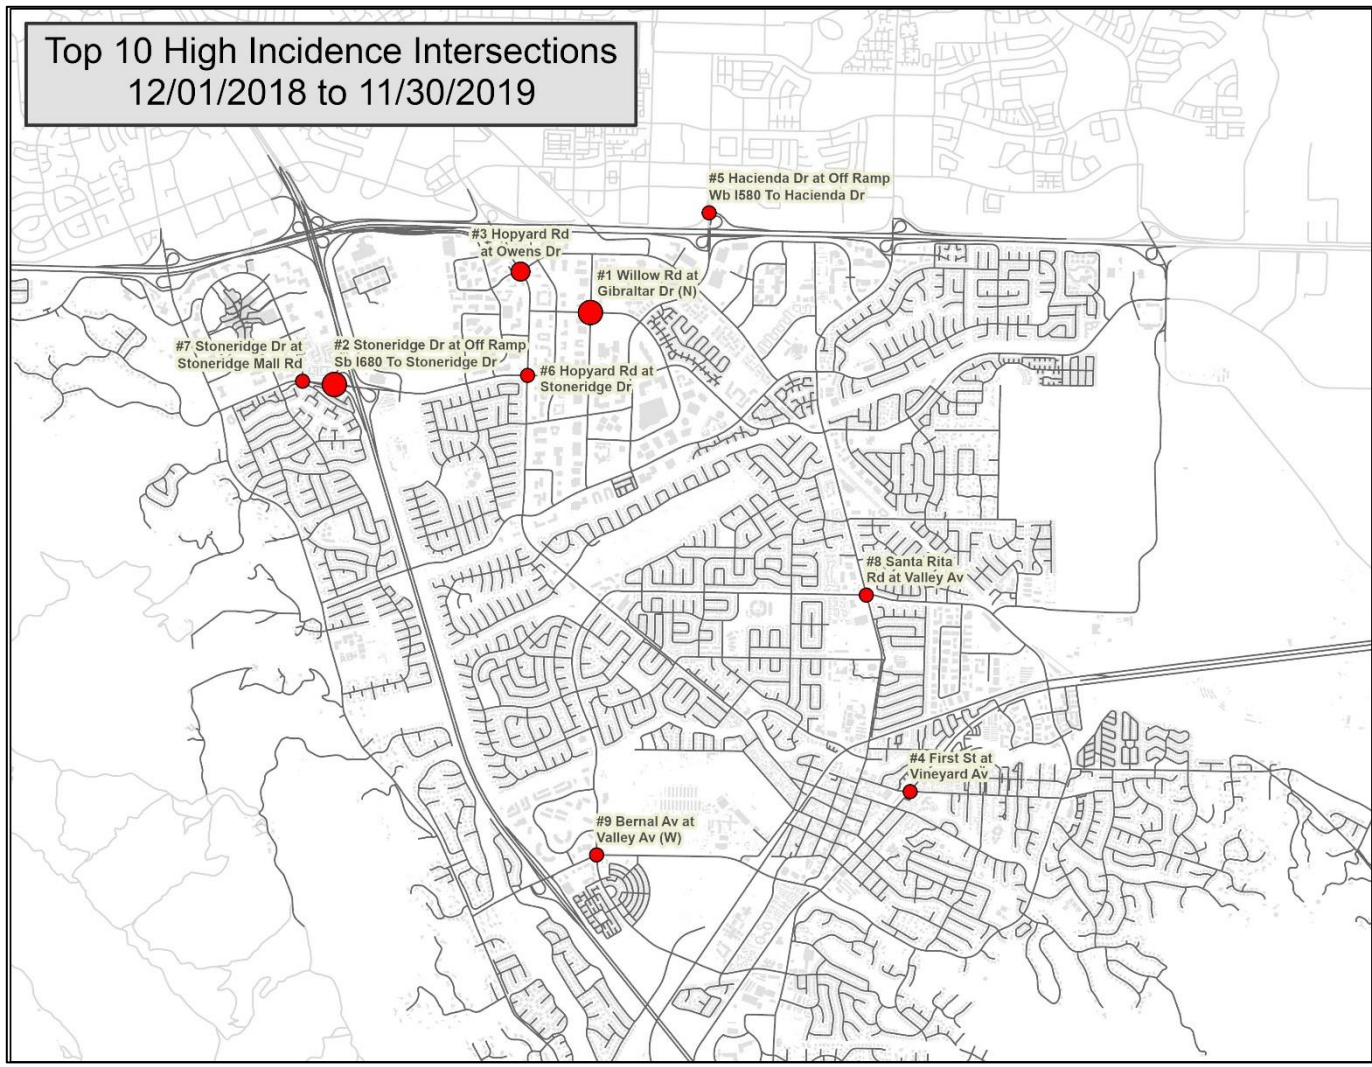 Top 10 High Incidence Intersections
12/01/2018 to 11/30/2019
#5 Hacienda Dr at Off Ramp
Wb I580 To Hacienda Dr
#3 Hopyard Rd
at Owens Dr
#1 Willow Rd at
Gibraltar Dr (N)
#7 Stoneridge Dr at
Stoneridge Mall Rd
#2 Stoneridge Dr at Off Ramp
Sb I680 To Stoneridge Dr
#6 Hopyard Rd at
Stoneridge Dr
#8 Santa Rita
Rd at Valley Av
#4 First St at
Vineyard Av
#9 Bernal Av at
Valley Av (W)